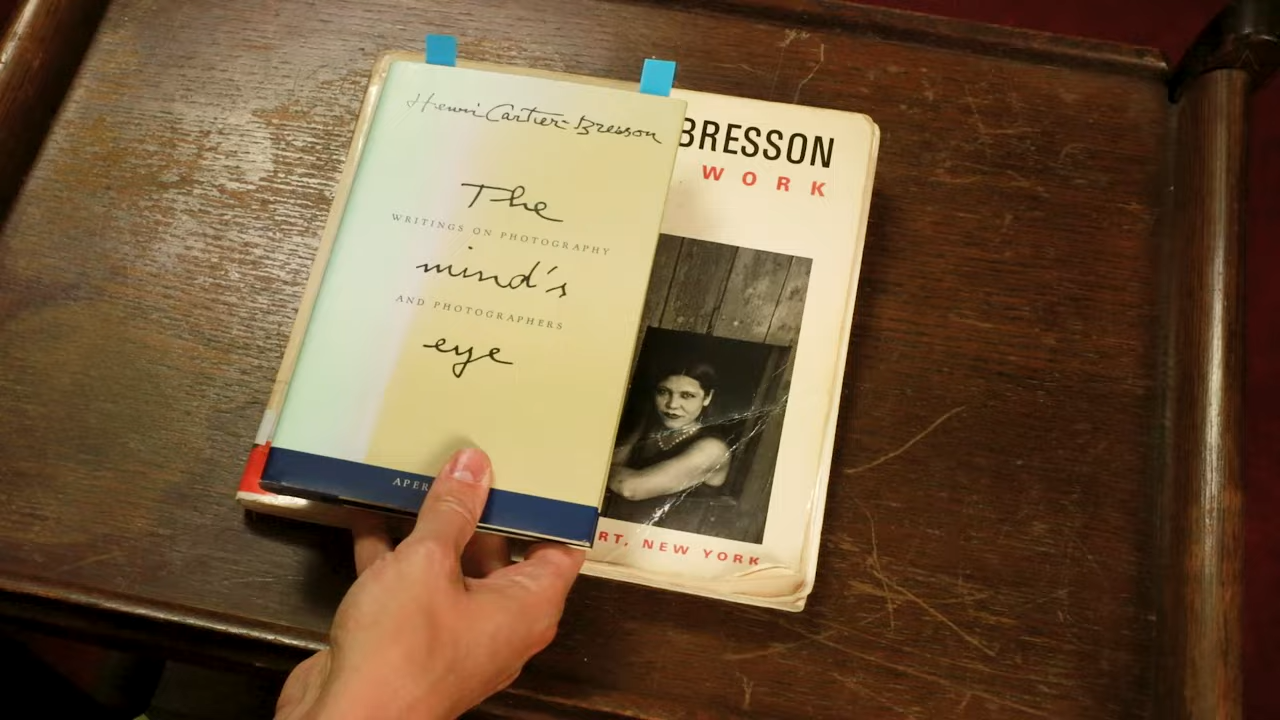 Henri Cartier-Bresson
The
WRITINGS ON PHOTOGRAPHY
mind's
AND PHOTOGRAPHERS
eye
BRESSON
WORK
NEW YORK